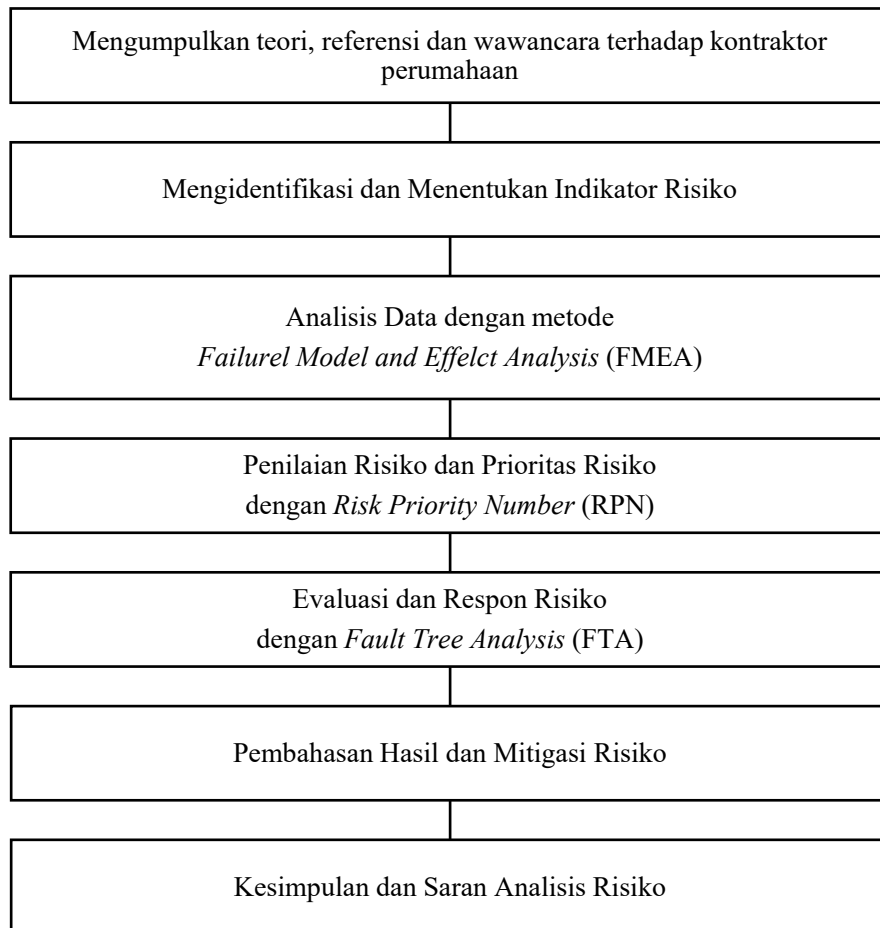 Mengumpulkan teori, referensi dan wawancara terhadap kontraktor
perumahaan
Mengidentifikasi dan Menentukan Indikator Risiko
Analisis Data dengan metode
Failurel Model and Effelct Analysis (FMEA)
Penilaian Risiko dan Prioritas Risiko
dengan Risk Priority Number (RPN)
Evaluasi dan Respon Risiko
dengan Fault Tree Analysis (FTA)
Pembahasan Hasil dan Mitigasi Risiko
Kesimpulan dan Saran Analisis Risiko